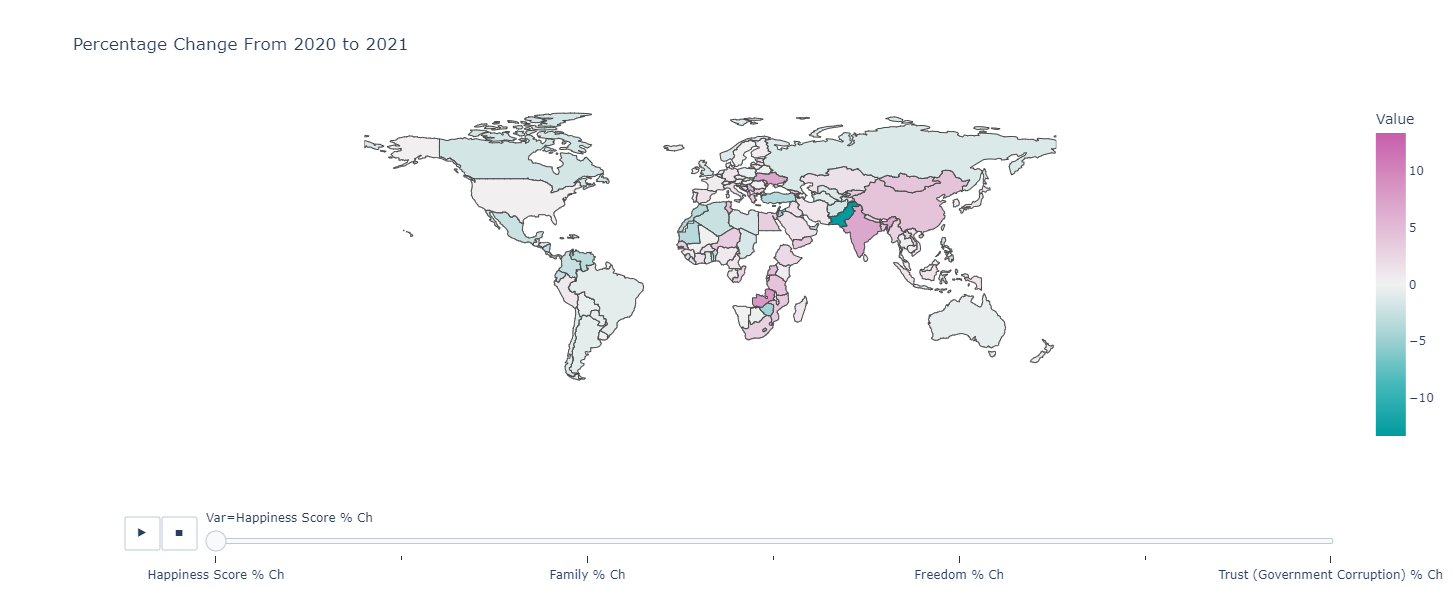 Percentage Change From 2020 to 2021
Value
10
5
0
−5
−10
Var=Happiness Score % Ch
Happiness Score % Ch
Family % Ch
Freedom % Ch
Trust (Government Corruption) % Ch